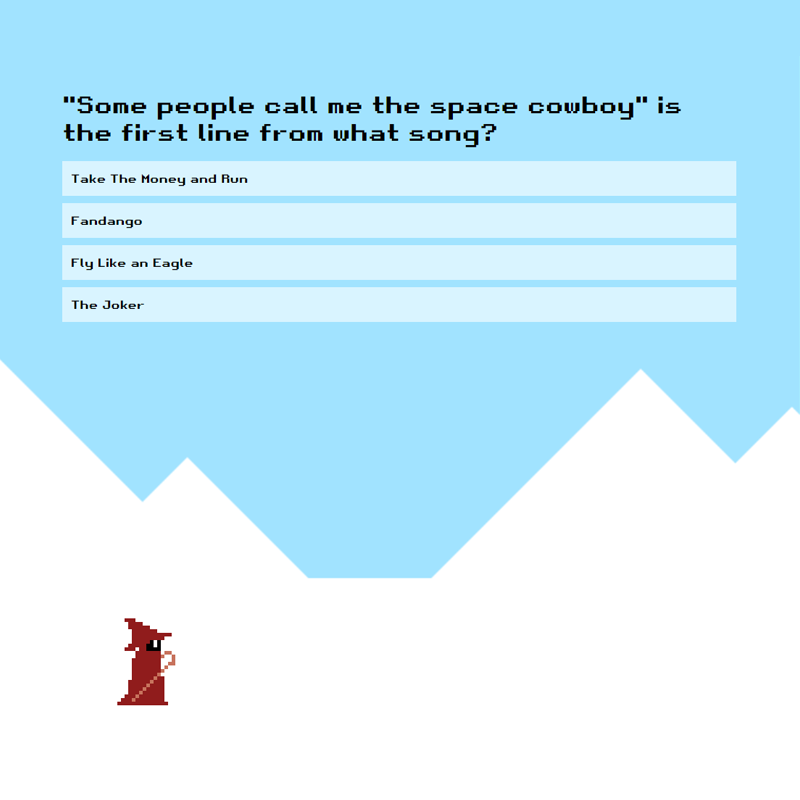 "Some people call me the space cowboy" is
the first line from what song?
Take The Money and Run
Fandango
Fly Like an Eagle
The Joker